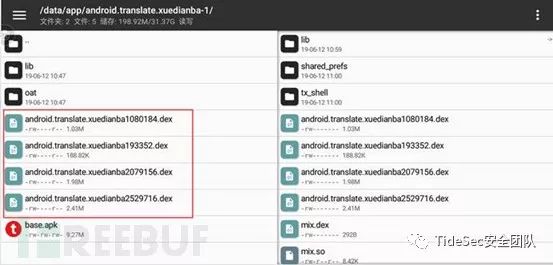 /data/app/android.translate.xuedianba-1/
文件夹: 2 文件: 5 储存: 198.92M/31.37G 读写
..
lib
19-06-12 10:47
oat
19-06-12 10:47
android.translate.xuedianba1080184.dex
-rw----r-- 1.03M
android.translate.xuedianba193352.dex
-rw----r-- 188.82K
android.translate.xuedianba2079156.dex
-rw----r-- 1.98M
android.translate.xuedianba2529716.dex
-rw----r-- 2.41M
base.apk
-rw-rw-rw- 9.27M
lib
19-06-12 10:59
shared_prefs
19-06-12 11:00
tx_shell
19-06-12 11:00
android.translate.xuedianba1080184.dex
1.03M
android.translate.xuedianba193352.dex
188.82K
android.translate.xuedianba2079156.dex
1.98M
android.translate.xuedianba2529716.dex
2.41M
mix.dex
-rw------- 292B
mix.so
REEBUF
TideSec安全团队